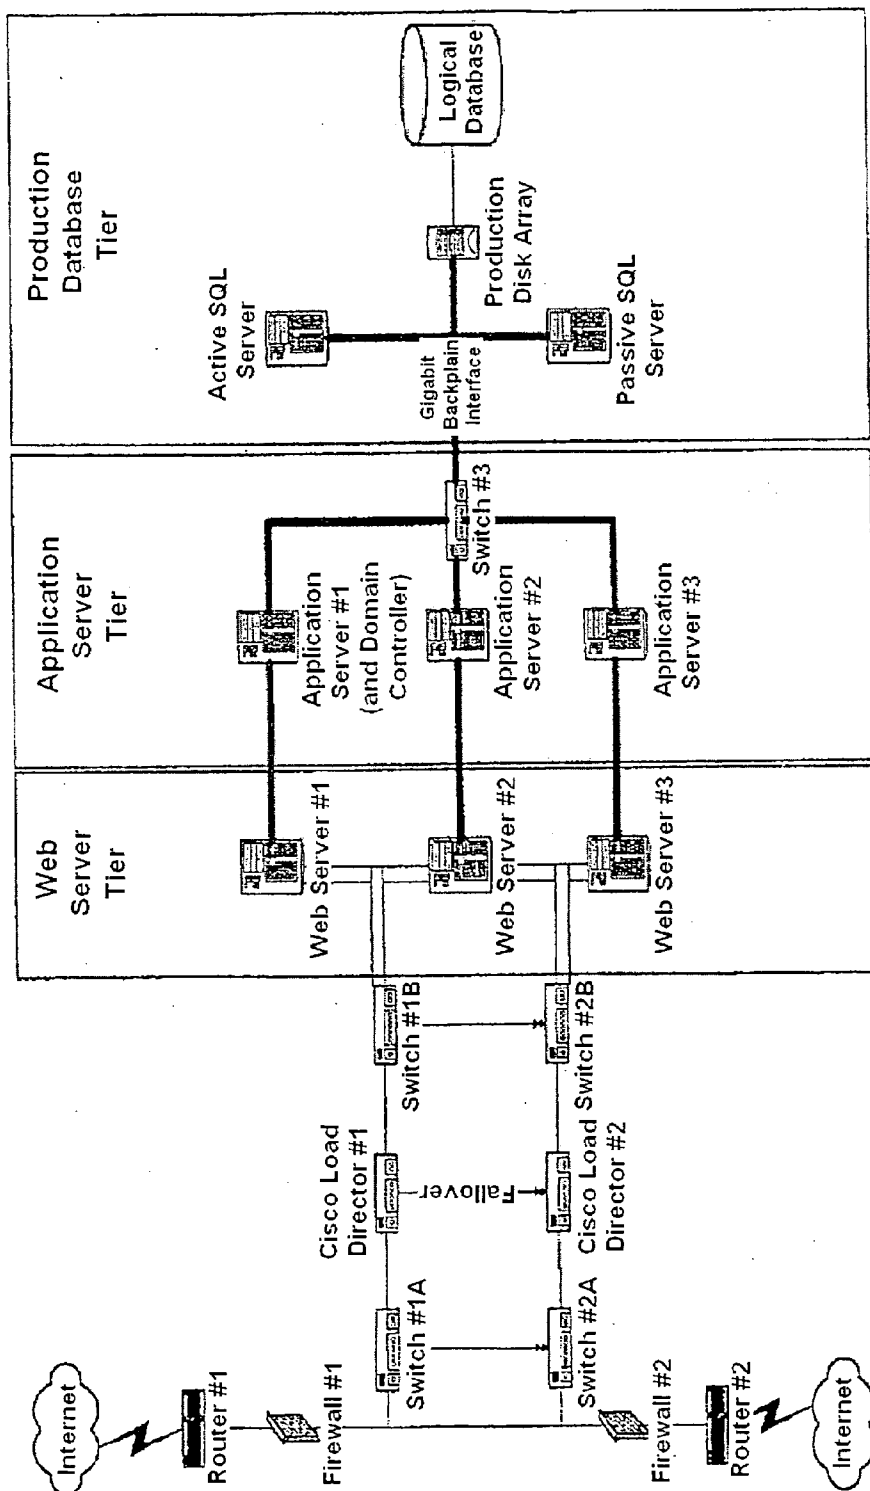 Internet
Router #1
Firewall #1
Switch #1A
Cisco Load
Director #1
Switch #1B
Failover
Internet
Router #2
Firewall #2
Switch #2A
Cisco Load
Director #2
Switch #2B
Web
Server
Tier
Web Server #1
Web Server #2
Web Server #3
Application
Server
Tier
Application
Server #1
(and Domain
Controller)
Application
Server #2
Application
Server #3
Switch #3
Production
Database
Tier
Active SQL
Server
Gigabit
Backplain
Interface
Passive SQL
Server
Production
Disk Array
Logical
Database